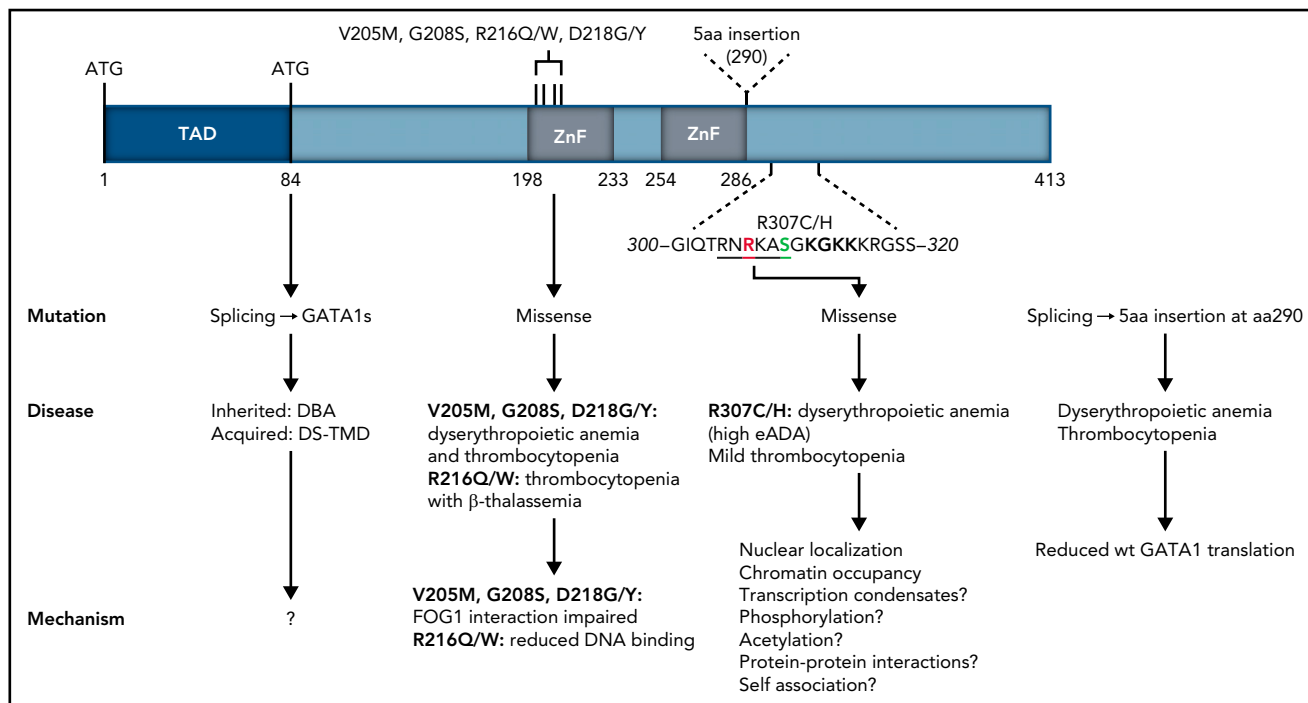 V205M, G208S, R216Q/W, D218G/Y
5aa insertion
(290)
ATG
ATG
TAD
ZnF
ZnF
1
84
198
233
254
286
413
R307C/H
300–GIQTRNRKASGKGKKKRGSS–320
Mutation
Splicing → GATA1s
Missense
Missense
Splicing → 5aa insertion at aa290
Disease
Inherited: DBA
Acquired: DS-TMD
V205M, G208S, D218G/Y:
dyserythropoietic anemia
and thrombocytopenia
R216Q/W: thrombocytopenia
with β-thalassemia
R307C/H: dyserythropoietic anemia
(high eADA)
Mild thrombocytopenia
Dyserythropoietic anemia
Thrombocytopenia
Mechanism
?
V205M, G208S, D218G/Y:
FOG1 interaction impaired
R216Q/W: reduced DNA binding
Nuclear localization
Chromatin occupancy
Transcription condensates?
Phosphorylation?
Acetylation?
Protein-protein interactions?
Self association?
Reduced wt GATA1 translation